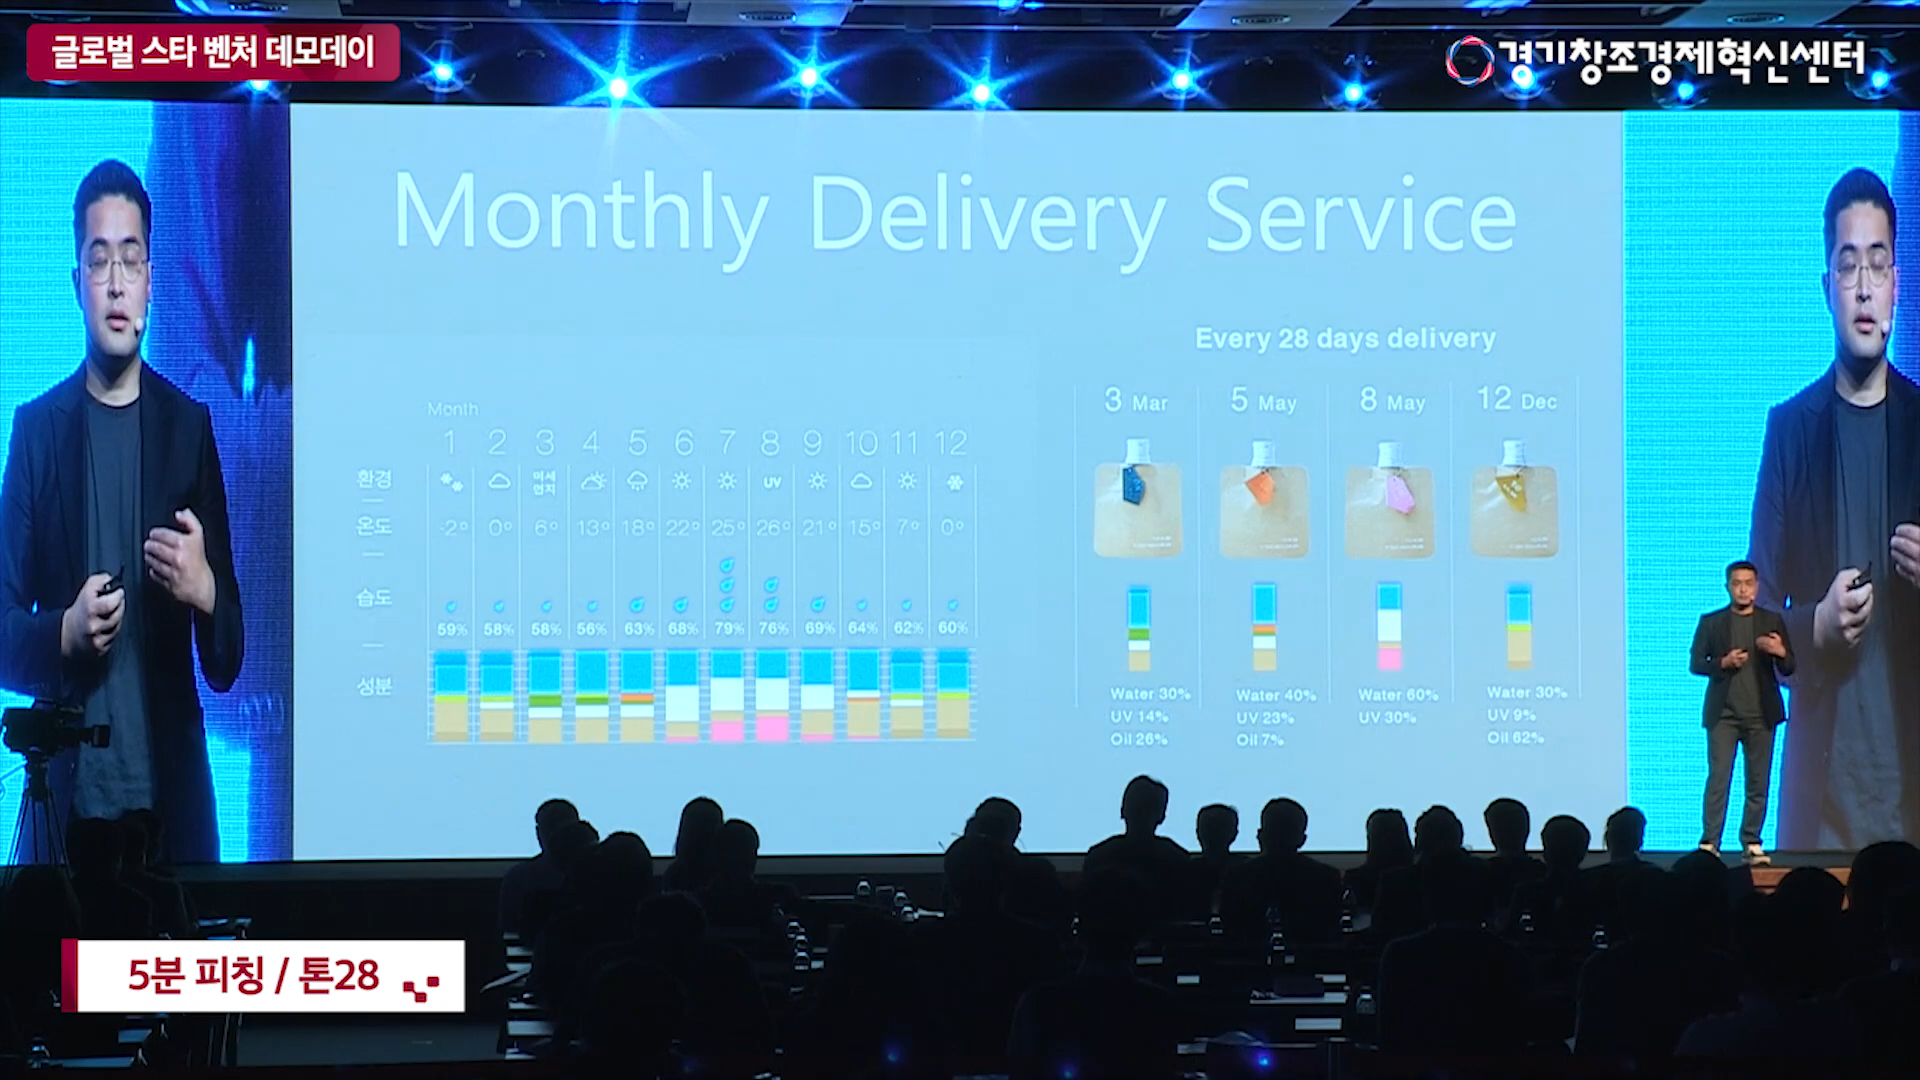 글로벌 스타 벤처 데모데이
경기창조경제혁신센터
Monthly Delivery Service
Every 28 days delivery
Month
1 2 3 4 5 6 7 8 9 10 11 12
환경
미세
먼지
UV
온도
-2° 0° 6° 13° 18° 22° 25° 26° 21° 15° 7° 0°
습도
59% 58% 58% 56% 63% 68% 79% 76% 69% 64% 62% 60%
성분
3 Mar
5 May
8 May
12 Dec
Water 30%
UV 14%
Oil 26%
Water 40%
UV 23%
Oil 7%
Water 60%
UV 30%
Water 30%
UV 9%
Oil 62%
5분 피칭 / 톤28